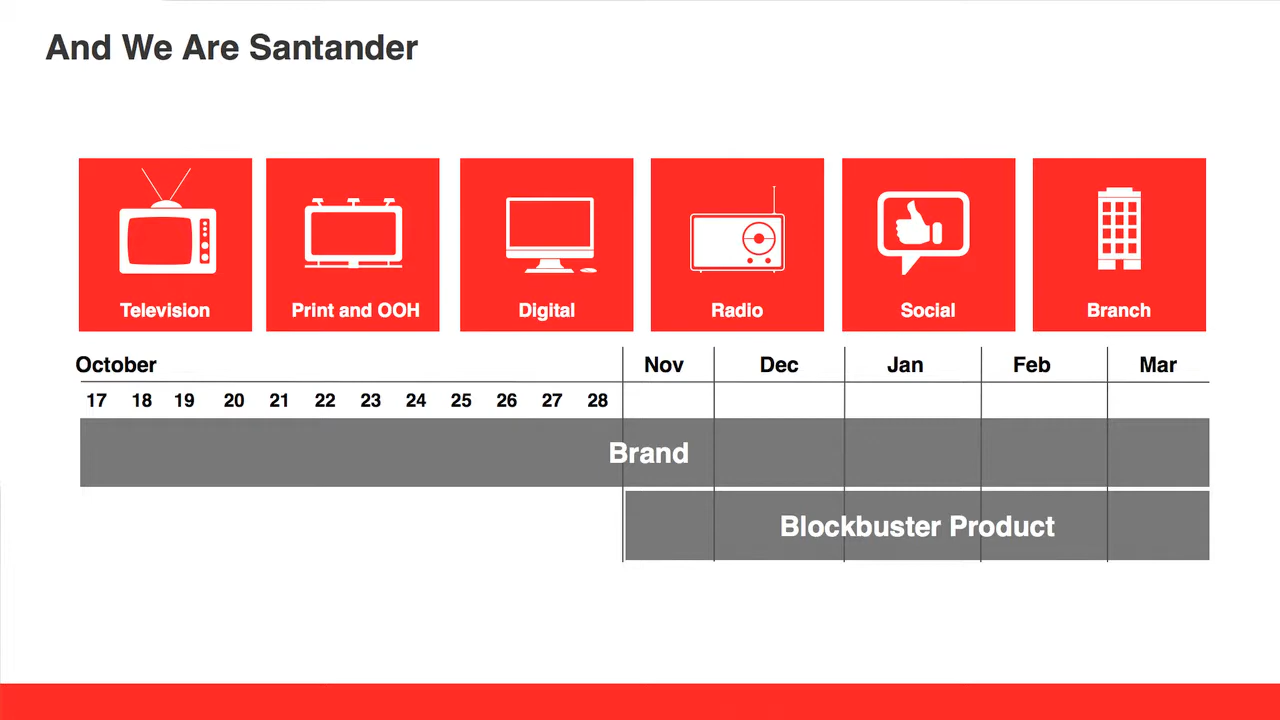 And We Are Santander
Television Print and OOH Digital Radio Social Branch
October Nov Dec Jan Feb Mar
17 18 19 20 21 22 23 24 25 26 27 28
Brand
Blockbuster Product